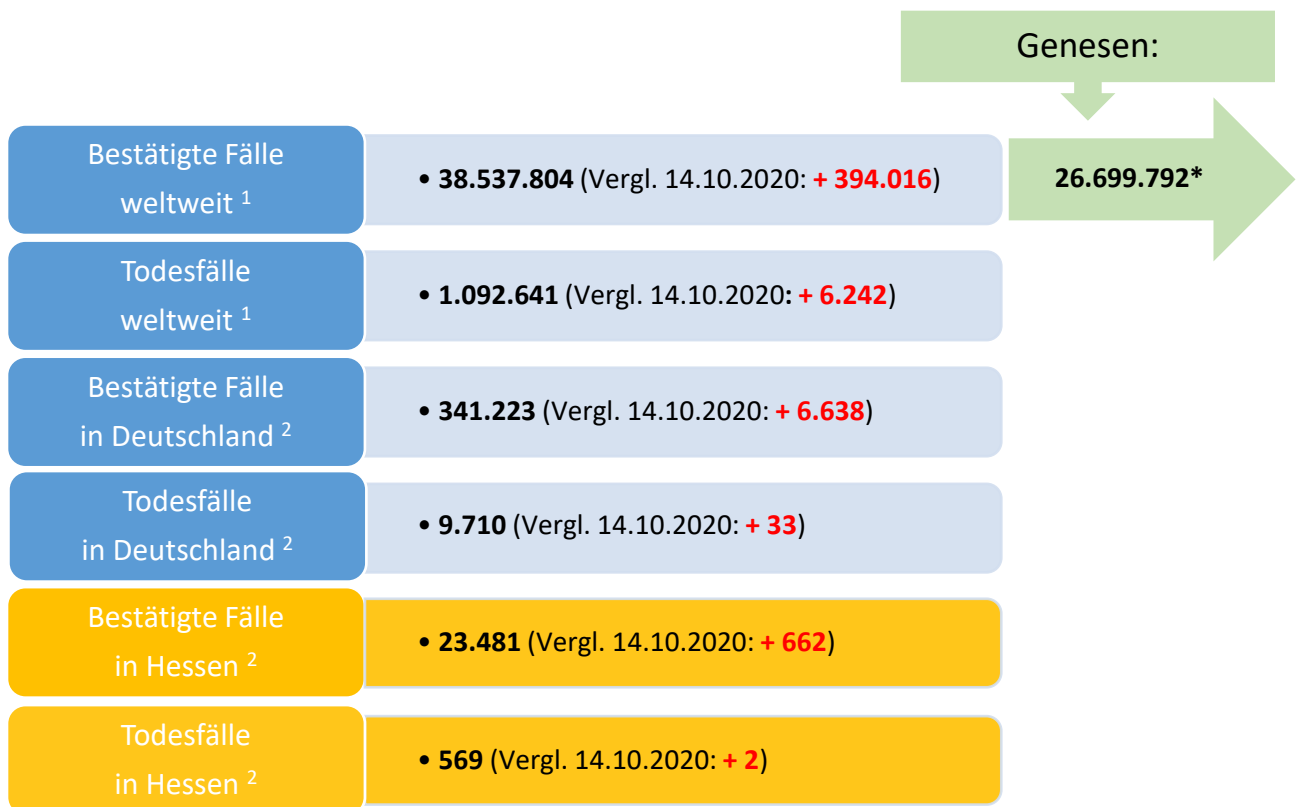 Genesen:
Bestätigte Fälle
weltweit ¹
• 38.537.804 (Vergl. 14.10.2020: + 394.016)
26.699.792*
Todesfälle
weltweit ¹
• 1.092.641 (Vergl. 14.10.2020: + 6.242)
Bestätigte Fälle
in Deutschland ²
• 341.223 (Vergl. 14.10.2020: + 6.638)
Todesfälle
in Deutschland ²
• 9.710 (Vergl. 14.10.2020: + 33)
Bestätigte Fälle
in Hessen ²
• 23.481 (Vergl. 14.10.2020: + 662)
Todesfälle
in Hessen ²
• 569 (Vergl. 14.10.2020: + 2)